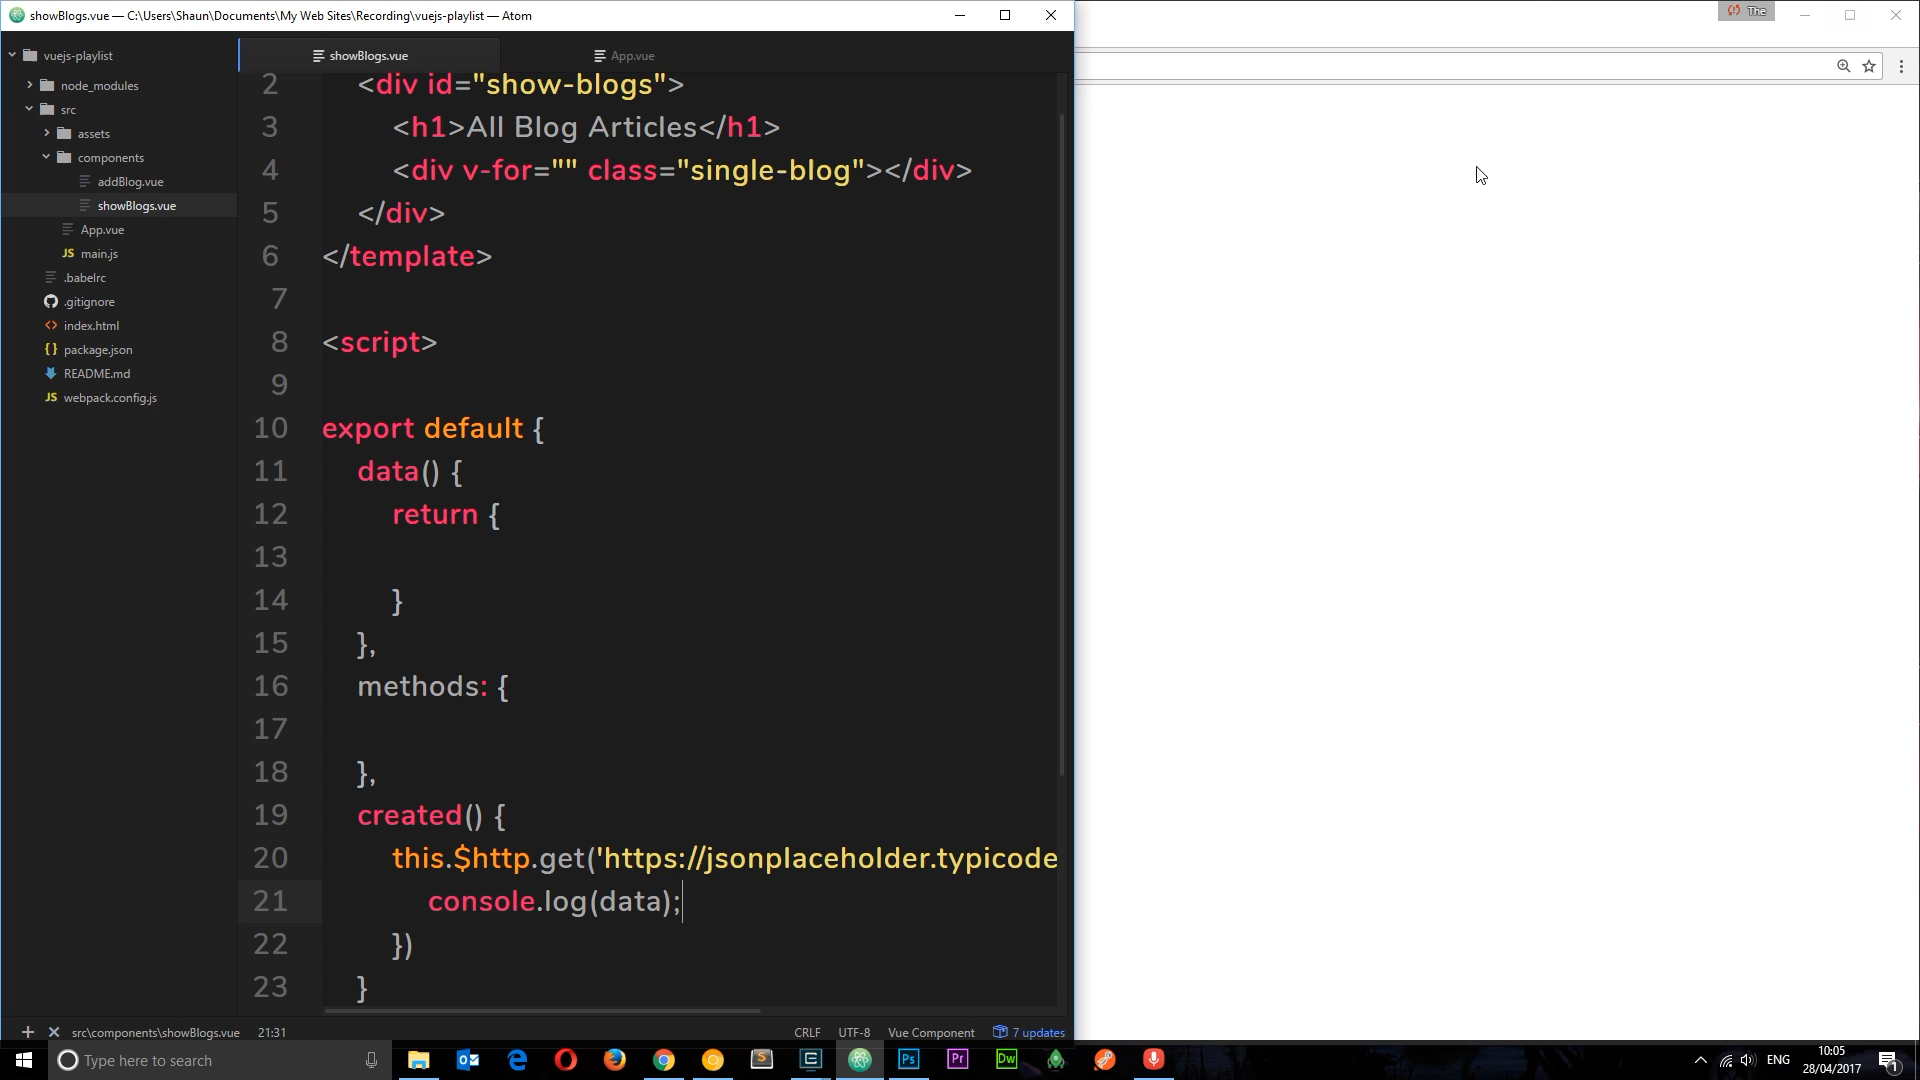 showBlogs.vue — C:\Users\Shaun\Documents\My Web Sites\Recording\vuejs-playlist — Atom
The
vuejs-playlist
node_modules
src
assets
components
addBlog.vue
showBlogs.vue
App.vue
JS main.js
.babelrc
.gitignore
<> index.html
{} package.json
README.md
JS webpack.config.js
showBlogs.vue
App.vue
2 <div id="show-blogs">
3 <h1>All Blog Articles</h1>
4 <div v-for="" class="single-blog"></div>
5 </div>
6 </template>
7
8 <script>
9
10 export default {
11 data() {
12 return {
13
14 }
15 },
16 methods: {
17
18 },
19 created() {
20 this.$http.get('https://jsonplaceholder.typicode
21 console.log(data);
22 })
23 }
src\components\showBlogs.vue 21:31 CRLF UTF-8 Vue Component 7 updates
Type here to search
Ps
Pr
Dw
ENG
10:05
28/04/2017
1